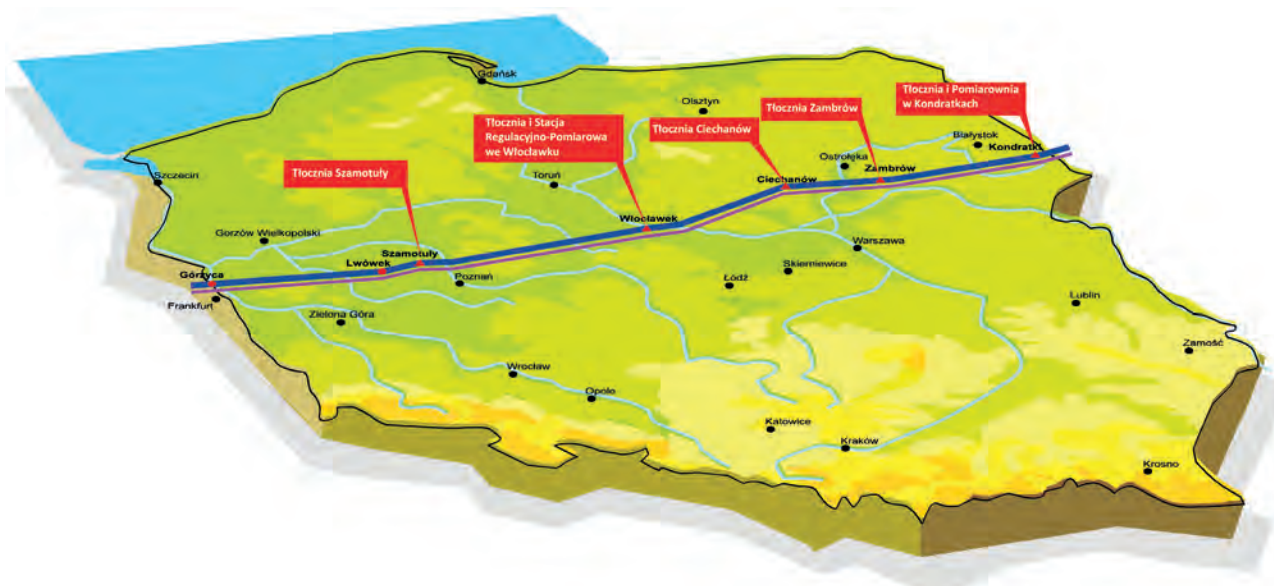 Gdańsk
Olsztyn
Tłocznia i Pomiarownia
w Kondratkach
Tłocznia Zambrów
Tłocznia i Stacja
Regulacyjno-Pomiarowa
we Włocławku
Tłocznia Ciechanów
Białystok
Kondratki
Ostrołęka
Zambrów
Tłocznia Szamotuły
Szczecin
Toruń
Ciechanów
Włocławek
Gorzów Wielkopolski
Warszawa
Szamotuły
Lwówek
Skierniewice
Górzyca
Poznań
Łódź
Frankfurt
Lublin
Zielona Góra
Zamość
Wrocław
Opole
Katowice
Kraków
Krosno